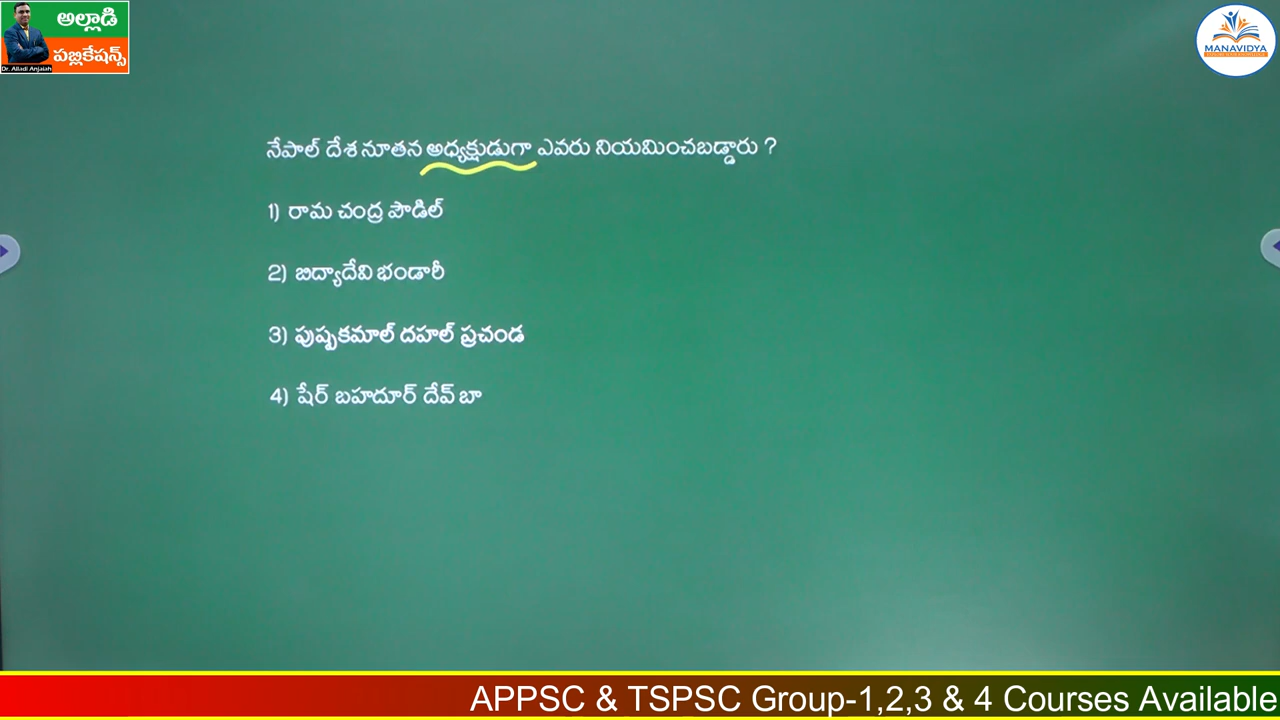 అల్లాడి
పబ్లికేషన్స్
Dr. Alladi Anjaiah
MANAVIDYA
నేపాల్ దేశ నూతన అధ్యక్షుడుగా ఎవరు నియమించబడ్డారు ?
1) రామ చంద్ర పౌడిల్
2) బిద్యాదేవి భండారీ
3) పుష్పకమాల్ దహల్ ప్రచండ
4) షేర్ బహదూర్ దేవ్ బా
APPSC & TSPSC Group-1,2,3 & 4 Courses Available